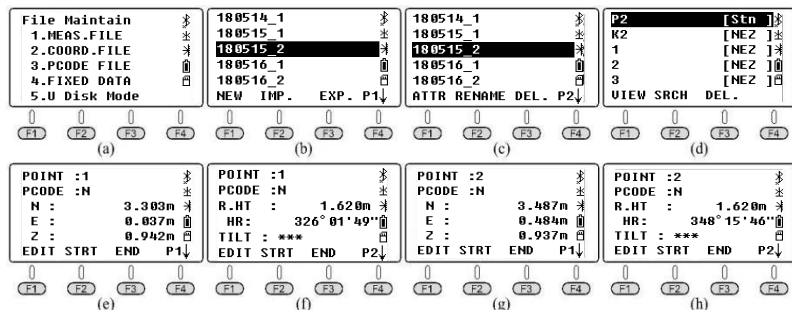 File Maintain
1.MEAS.FILE
2.COORD.FILE
3.PCODE FILE
4.FIXED DATA
5.U Disk Mode
F1 F2 F3 F4
(a)
180514_1
180515_1
180515_2
180516_1
180516_2
NEW IMP. EXP. P1↓
F1 F2 F3 F4
(b)
180514_1
180515_1
180515_2
180516_1
180516_2
ATTR RENAME DEL. P2↓
F1 F2 F3 F4
(c)
P2 [Stn ]
K2 [NEZ ]
1 [NEZ ]
2 [NEZ ]
3 [NEZ ]
VIEW SRCH DEL.
F1 F2 F3 F4
(d)
POINT :1
PCODE :N
N : 3.303m
E : 0.037m
Z : 0.942m
EDIT STRT END P1↓
F1 F2 F3 F4
(e)
POINT :1
PCODE :N
R.HT : 1.620m
HR: 326°01'49"
TILT : ***
EDIT STRT END P2↓
F1 F2 F3 F4
(f)
POINT :2
PCODE :N
N : 3.487m
E : 0.484m
Z : 0.937m
EDIT STRT END P1↓
F1 F2 F3 F4
(g)
POINT :2
PCODE :N
R.HT : 1.620m
HR: 348°15'46"
TILT : ***
EDIT STRT END P2↓
F1 F2 F3 F4
(h)